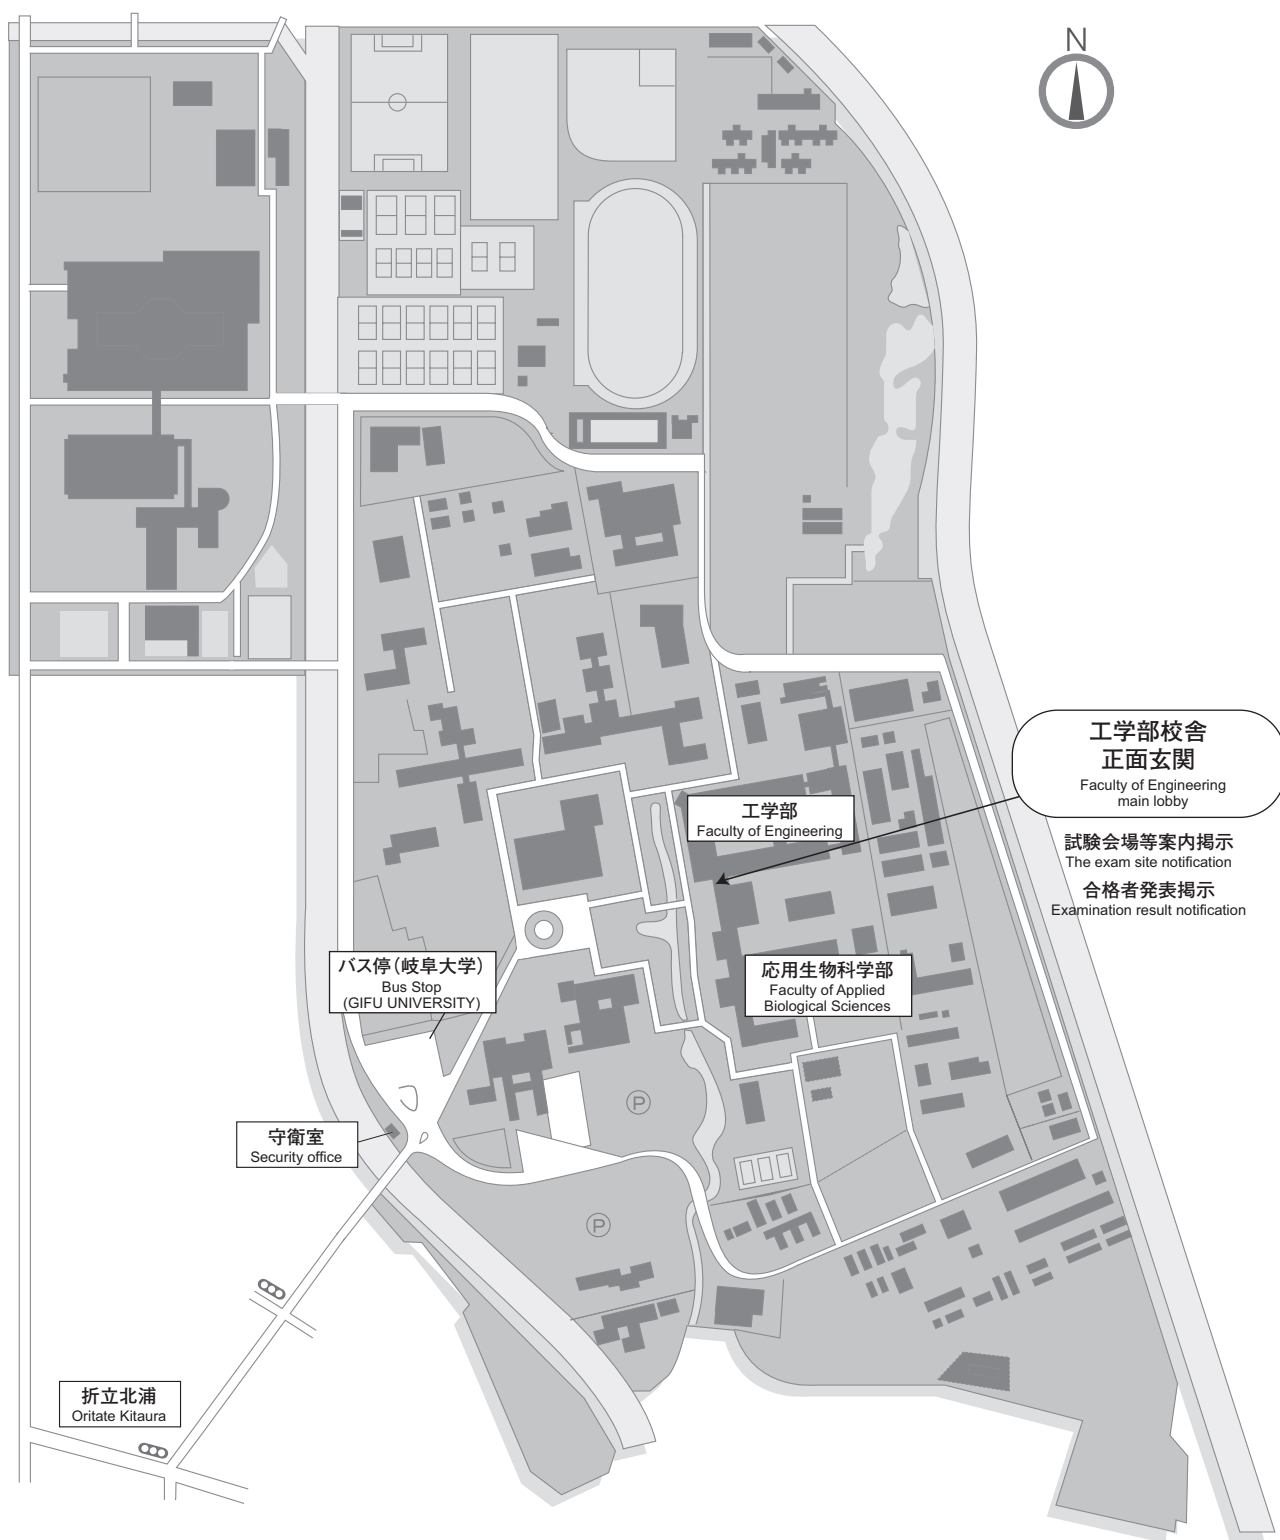 N
工学部校舎
正面玄関
Faculty of Engineering
main lobby
工学部
Faculty of Engineering
試験会場等案内掲示
The exam site notification
合格者発表掲示
Examination result notification
バス停(岐阜大学)
Bus Stop
(GIFU UNIVERSITY)
応用生物科学部
Faculty of Applied
Biological Sciences
P
守衛室
Security office
P
折立北浦
Oritate Kitaura